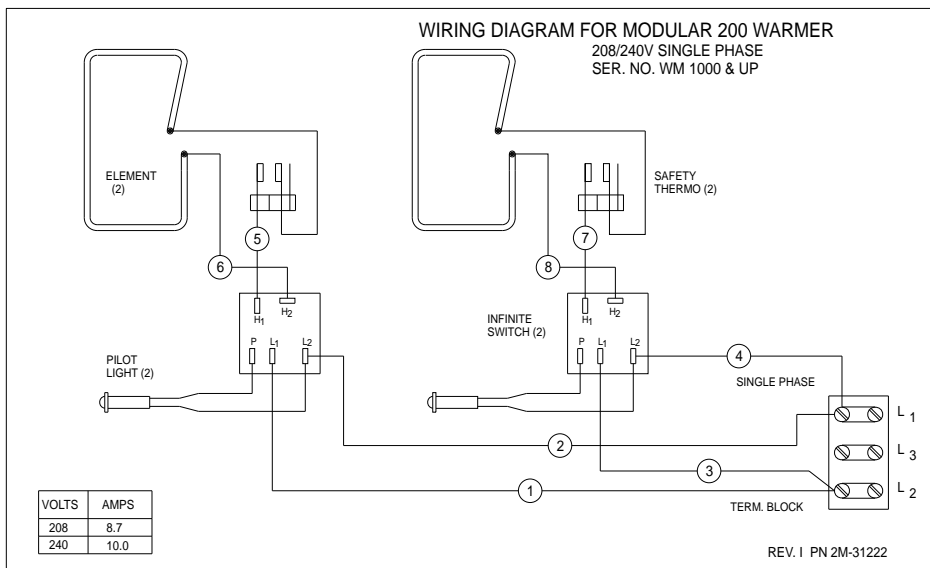 WIRING DIAGRAM FOR MODULAR 200 WARMER
208/240V SINGLE PHASE
SER. NO. WM 1000 & UP
ELEMENT
(2)
SAFETY
THERMO (2)
5
7
6
8
H1
H2
H1
H2
INFINITE
SWITCH (2)
P
L1
L2
P
L1
L2
PILOT
LIGHT (2)
4
SINGLE PHASE
L 1
2
L 3
3
1
L 2
TERM. BLOCK
VOLTS
AMPS
208
8.7
240
10.0
REV. I PN 2M-31222